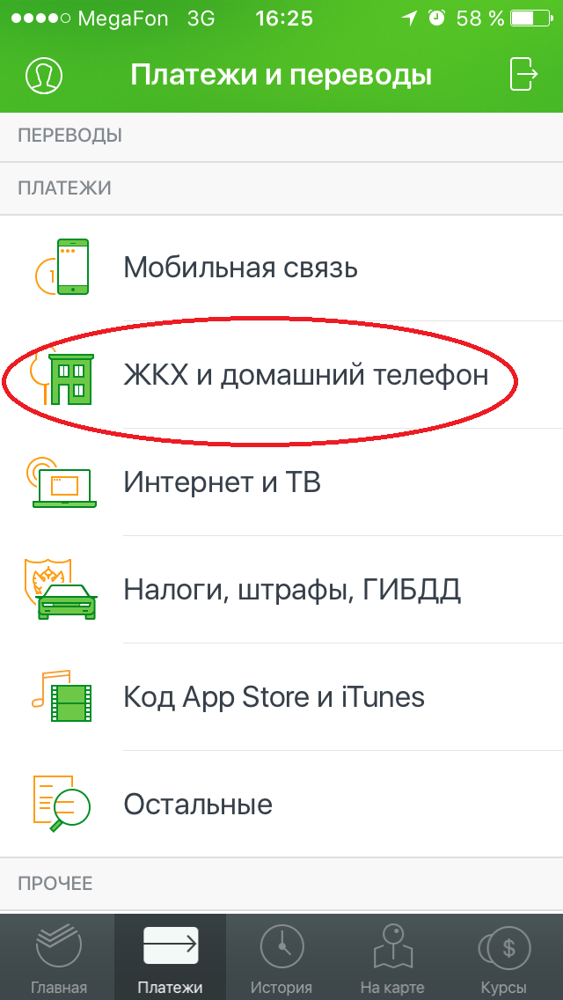 MegaFon 3G 16:25 58 %
Платежи и переводы
ПЕРЕВОДЫ
ПЛАТЕЖИ
1
Мобильная связь
ЖКХ и домашний телефон
Интернет и ТВ
Налоги, штрафы, ГИБДД
Код App Store и iTunes
Остальные
ПРОЧЕЕ
$
Главная Платежи История На карте Курсы